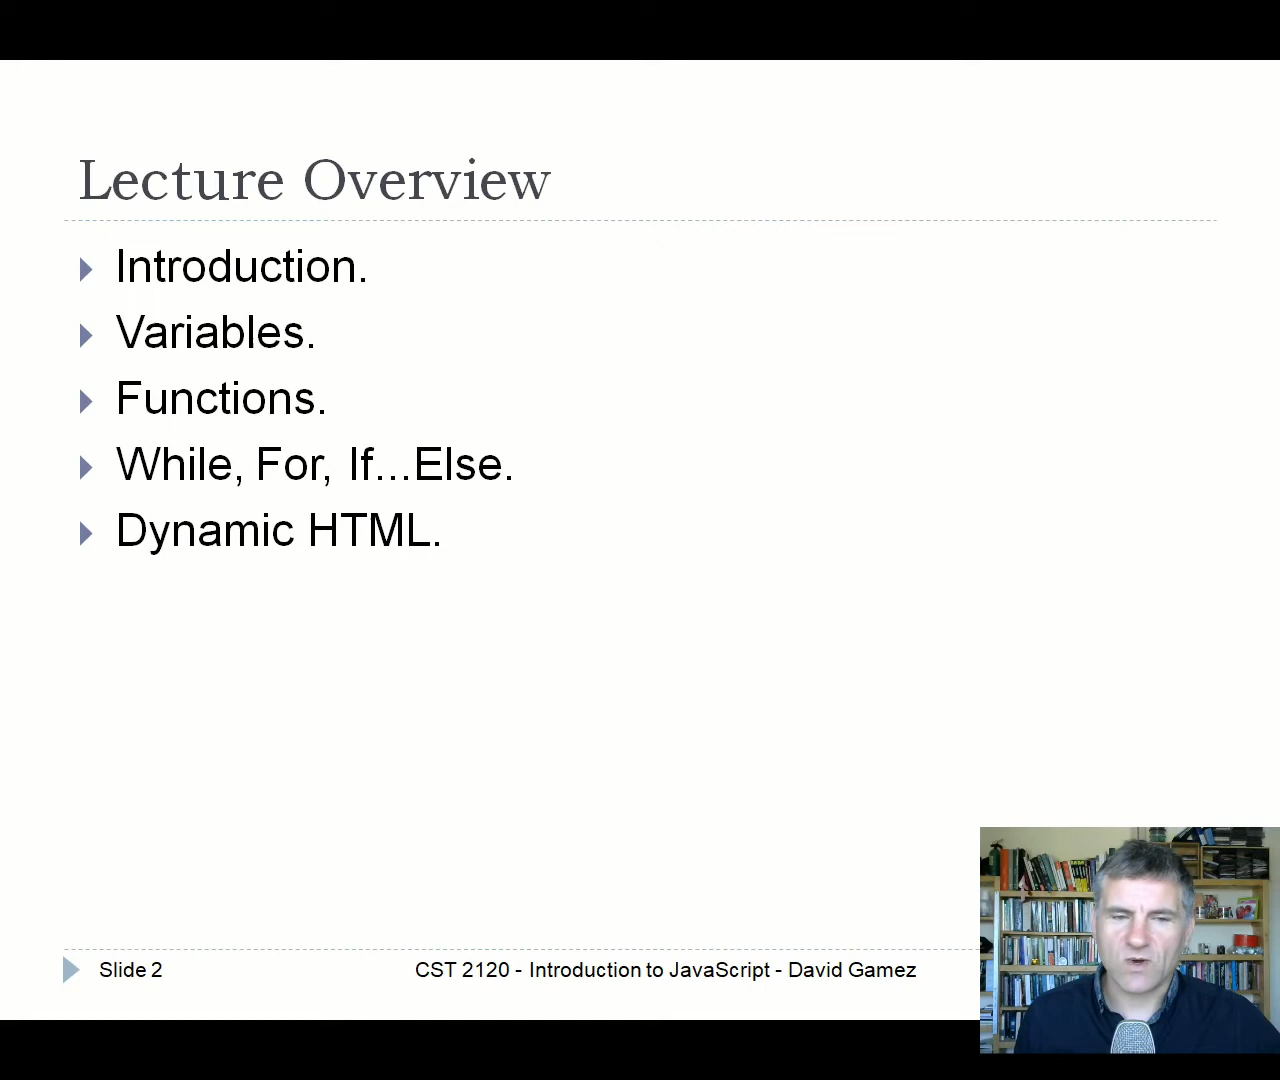 Lecture Overview
Introduction.
Variables.
Functions.
While, For, If...Else.
Dynamic HTML.
Slide 2
CST 2120 - Introduction to JavaScript - David Gamez